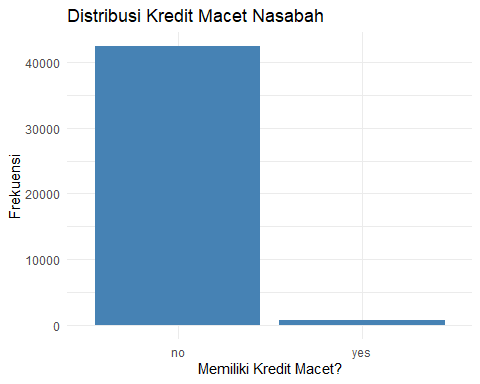 Distribusi Kredit Macet Nasabah
Frekuensi
40000
30000
20000
10000
0
no yes
Memiliki Kredit Macet?